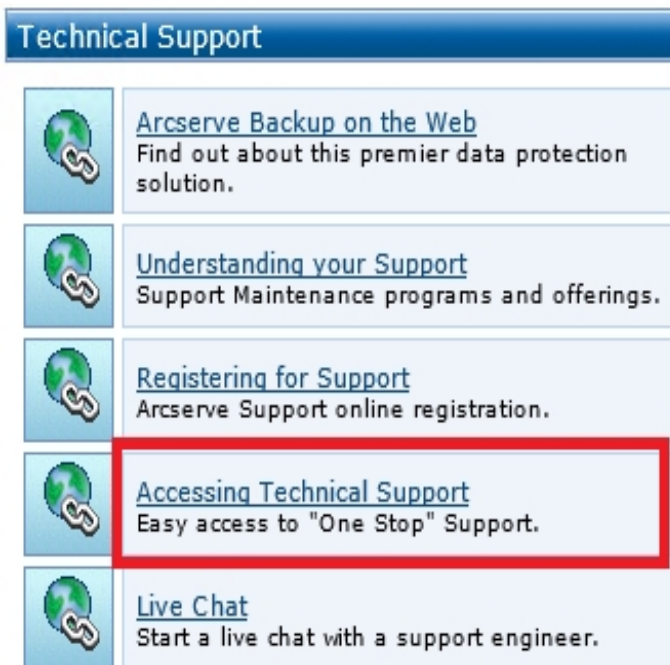 Technical Support
Arcserve Backup on the Web
Find out about this premier data protection
solution.
Understanding your Support
Support Maintenance programs and offerings.
Registering for Support
Arcserve Support online registration.
Accessing Technical Support
Easy access to "One Stop" Support.
Live Chat
Start a live chat with a support engineer.